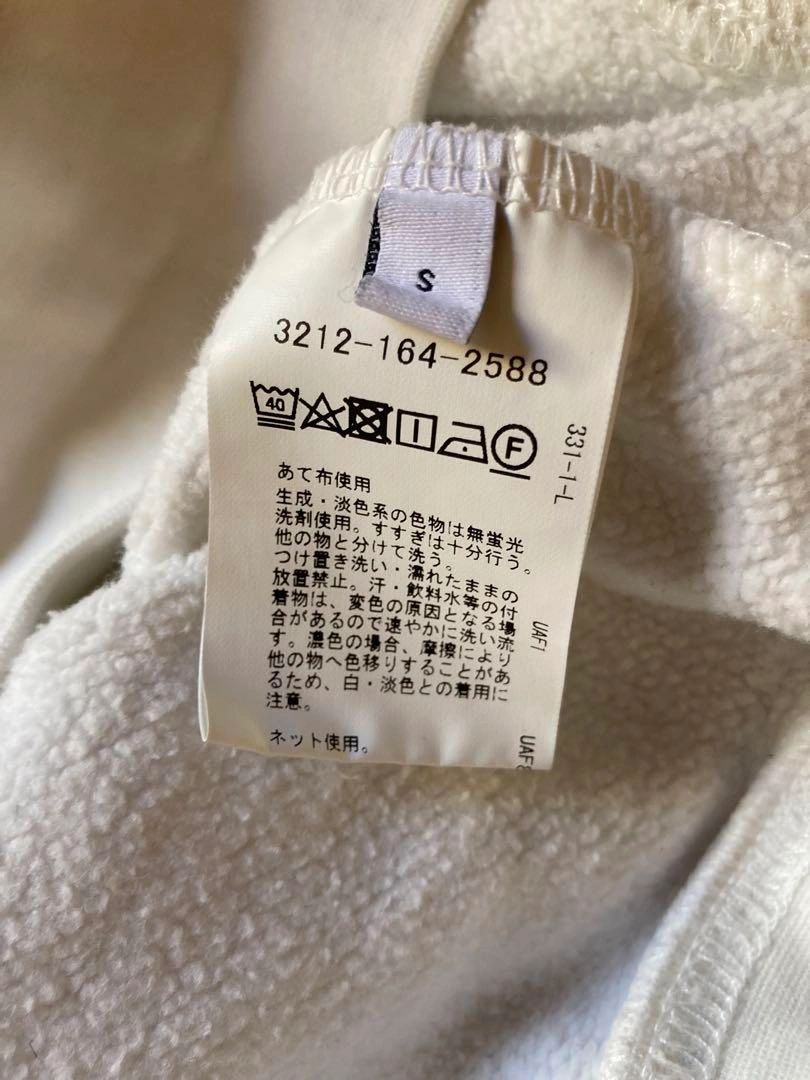 S
3212-164-2588
40
F
331-1-L
あて布使用
生成・淡色系の色物は無蛍光
洗剤使用。すすぎは十分行う。
他の物と分けて洗う。
つけ置き洗い・濡れたままの
放置禁止。汗・飲料水等の付
着物は、変色の原因となる場
合があるので速やかに洗い流
す。濃色の場合、摩擦により
他の物へ色移りすることがあ
るため、白・淡色との着用に
注意。
ネット使用。
UAF1